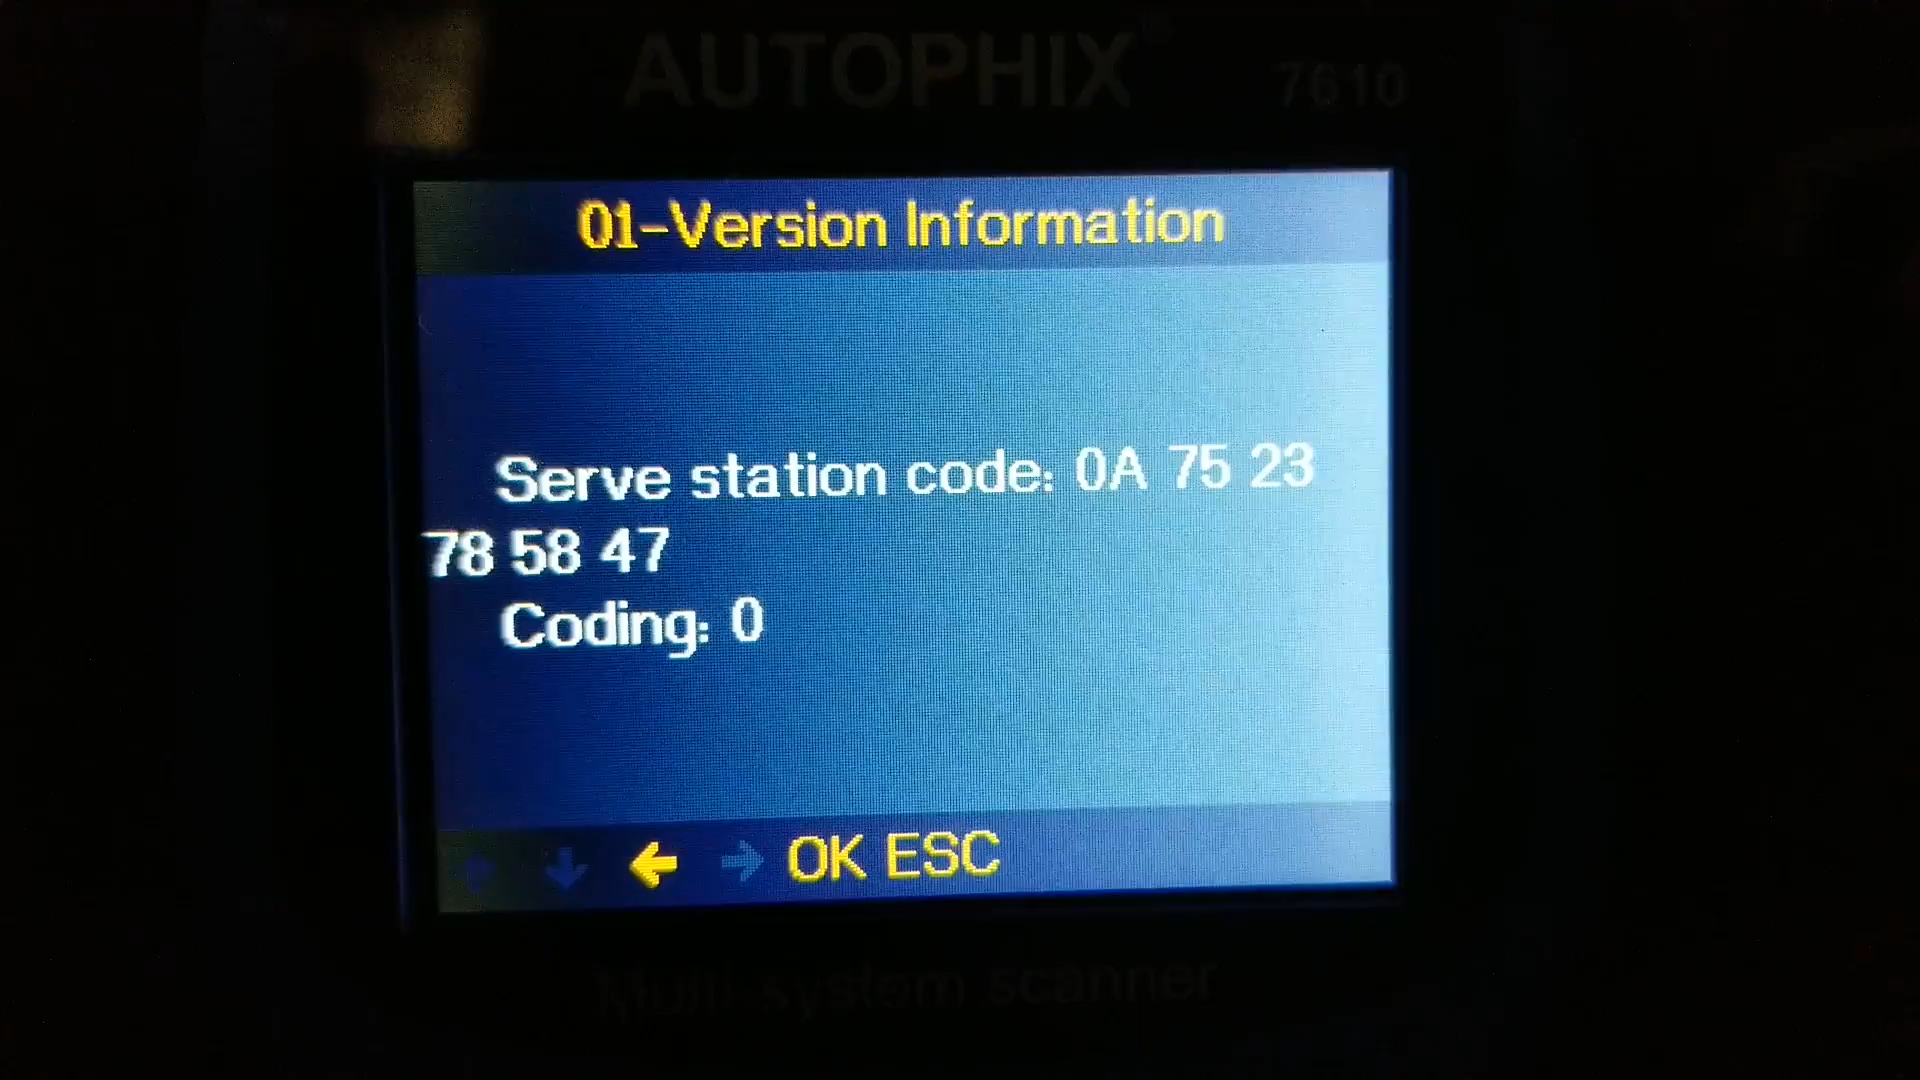 AUTOPHIX® 7610
01-Version Information
Serve station code: 0A 75 23
78 58 47
Coding: 0
OK ESC
Multi-system scanner